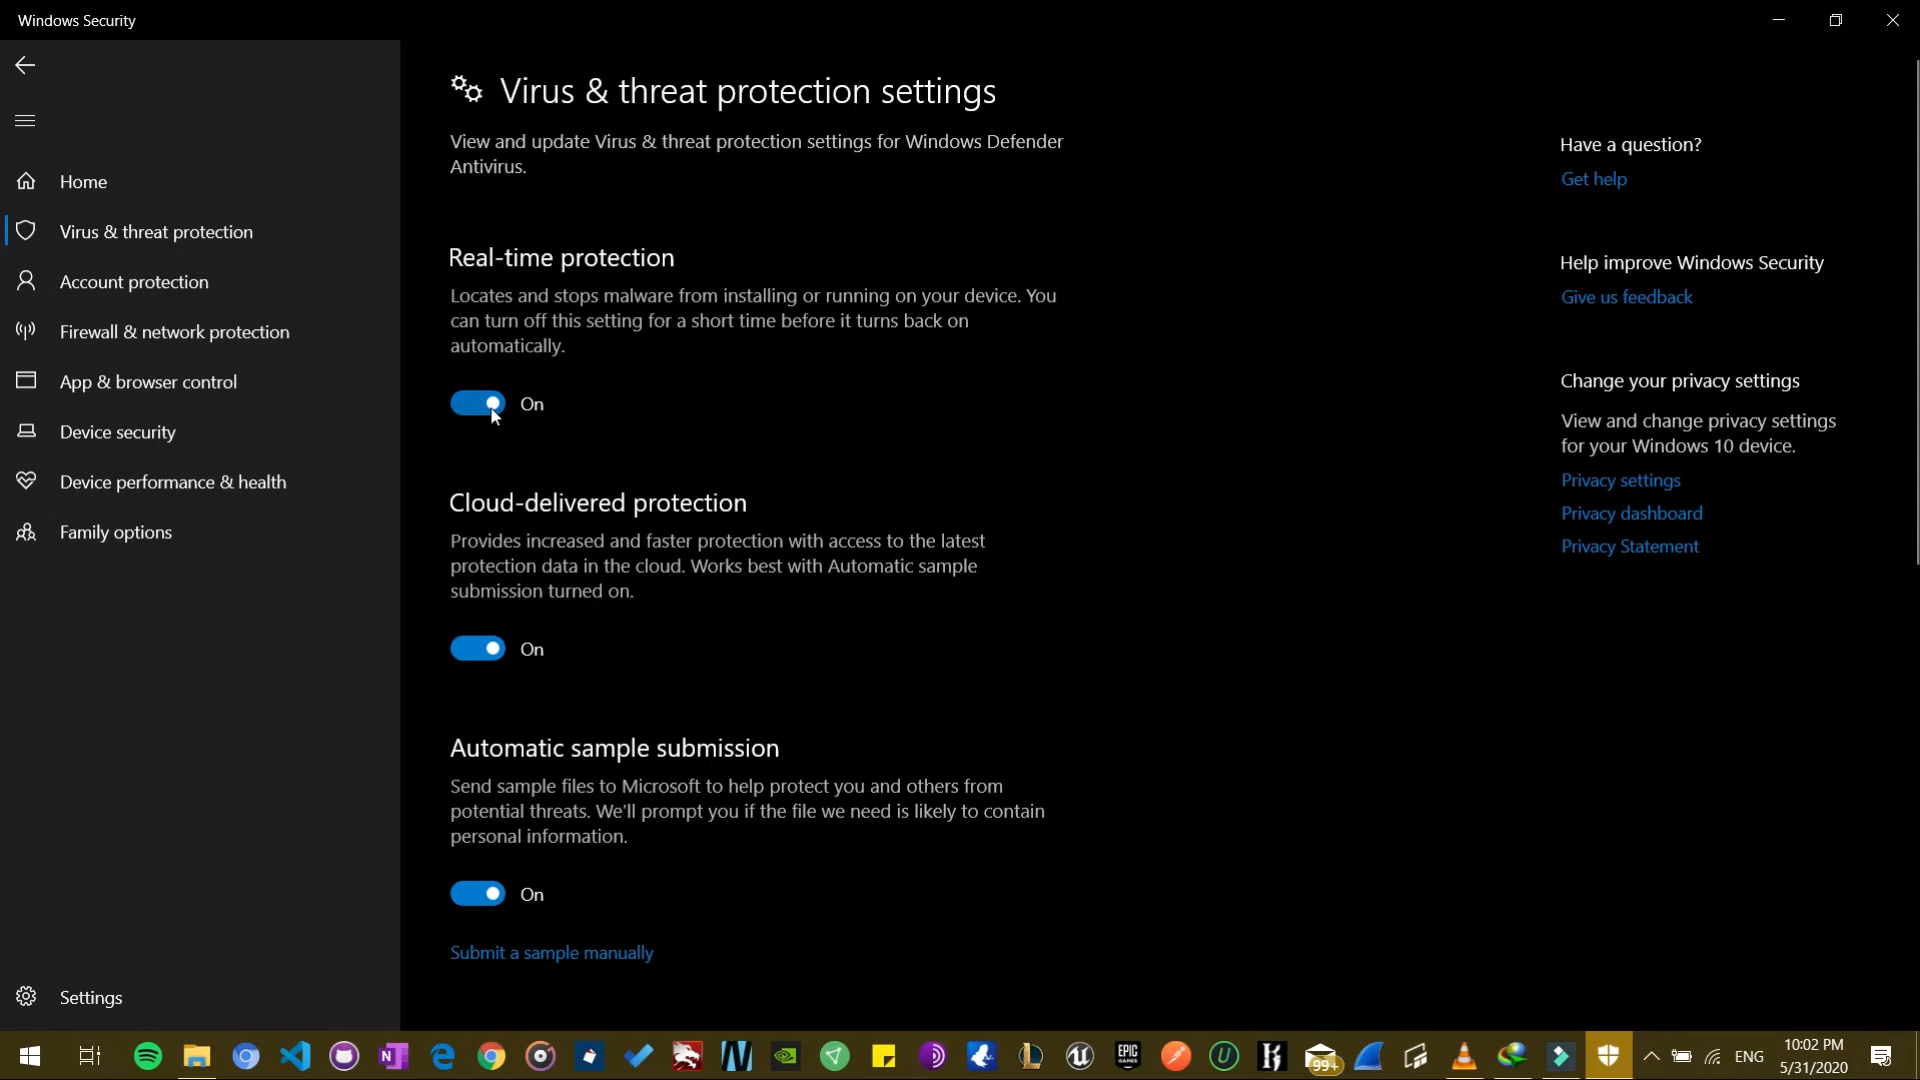 Windows Security
Home
Virus & threat protection
Account protection
Firewall & network protection
App & browser control
Device security
Device performance & health
Family options
Settings
Virus & threat protection settings
View and update Virus & threat protection settings for Windows Defender
Antivirus.
Real-time protection
Locates and stops malware from installing or running on your device. You
can turn off this setting for a short time before it turns back on
automatically.
On
Cloud-delivered protection
Provides increased and faster protection with access to the latest
protection data in the cloud. Works best with Automatic sample
submission turned on.
On
Automatic sample submission
Send sample files to Microsoft to help protect you and others from
potential threats. We'll prompt you if the file we need is likely to contain
personal information.
On
Submit a sample manually
Have a question?
Get help
Help improve Windows Security
Give us feedback
Change your privacy settings
View and change privacy settings
for your Windows 10 device.
Privacy settings
Privacy dashboard
Privacy Statement
N
EPIC
GAMES
99+
ENG
10:02 PM
5/31/2020